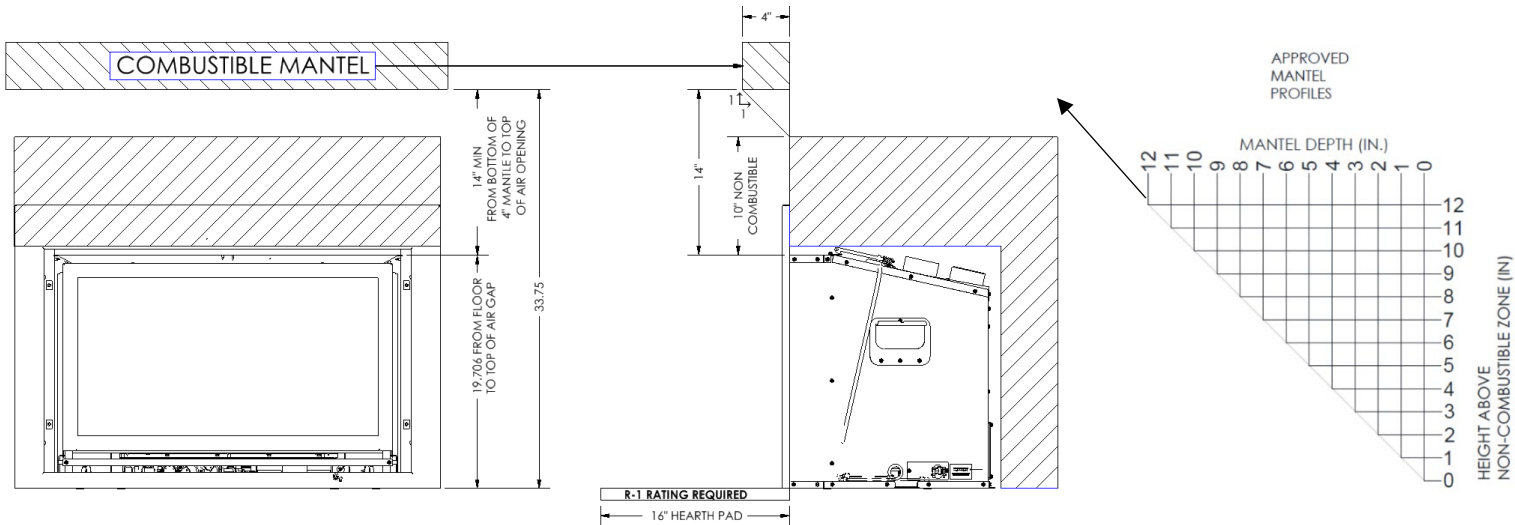 COMBUSTIBLE MANTEL
14" MIN
FROM BOTTOM OF
4" MANTLE TO TOP
OF AIR OPENING
19.706 FROM FLOOR
TO TOP OF AIR GAP
33.75
4"
1
1
14"
10" NON
COMBUSTIBLE
R-1 RATING REQUIRED
16" HEARTH PAD
APPROVED
MANTEL
PROFILES
MANTEL DEPTH (IN.)
12 11 10 9 8 7 6 5 4 3 2 1 0
12
11
10
9
8
7
6
5
4
3
2
1
0
HEIGHT ABOVE
NON-COMBUSTIBLE ZONE (IN)